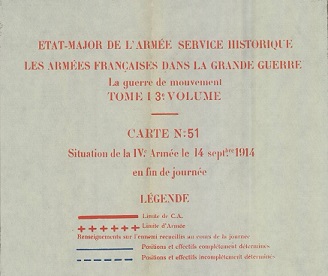 ETAT-MAJOR DE L'ARMÉE SERVICE HISTORIQUE
LES ARMÉES FRANÇAISES DANS LA GRANDE GUERRE
La guerre de mouvement
TOME I 3e VOLUME
CARTE N: 51
Situation de la IVe Armée le 14 septbre 1914
en fin de journée
LÉGENDE
Limite de C.A.
Limite d'Armée
Renseignements sur l'ennemi recueillis au cours de la journée
Positions et effectifs complètement déterminés
Positions et effectifs incomplètement déterminés